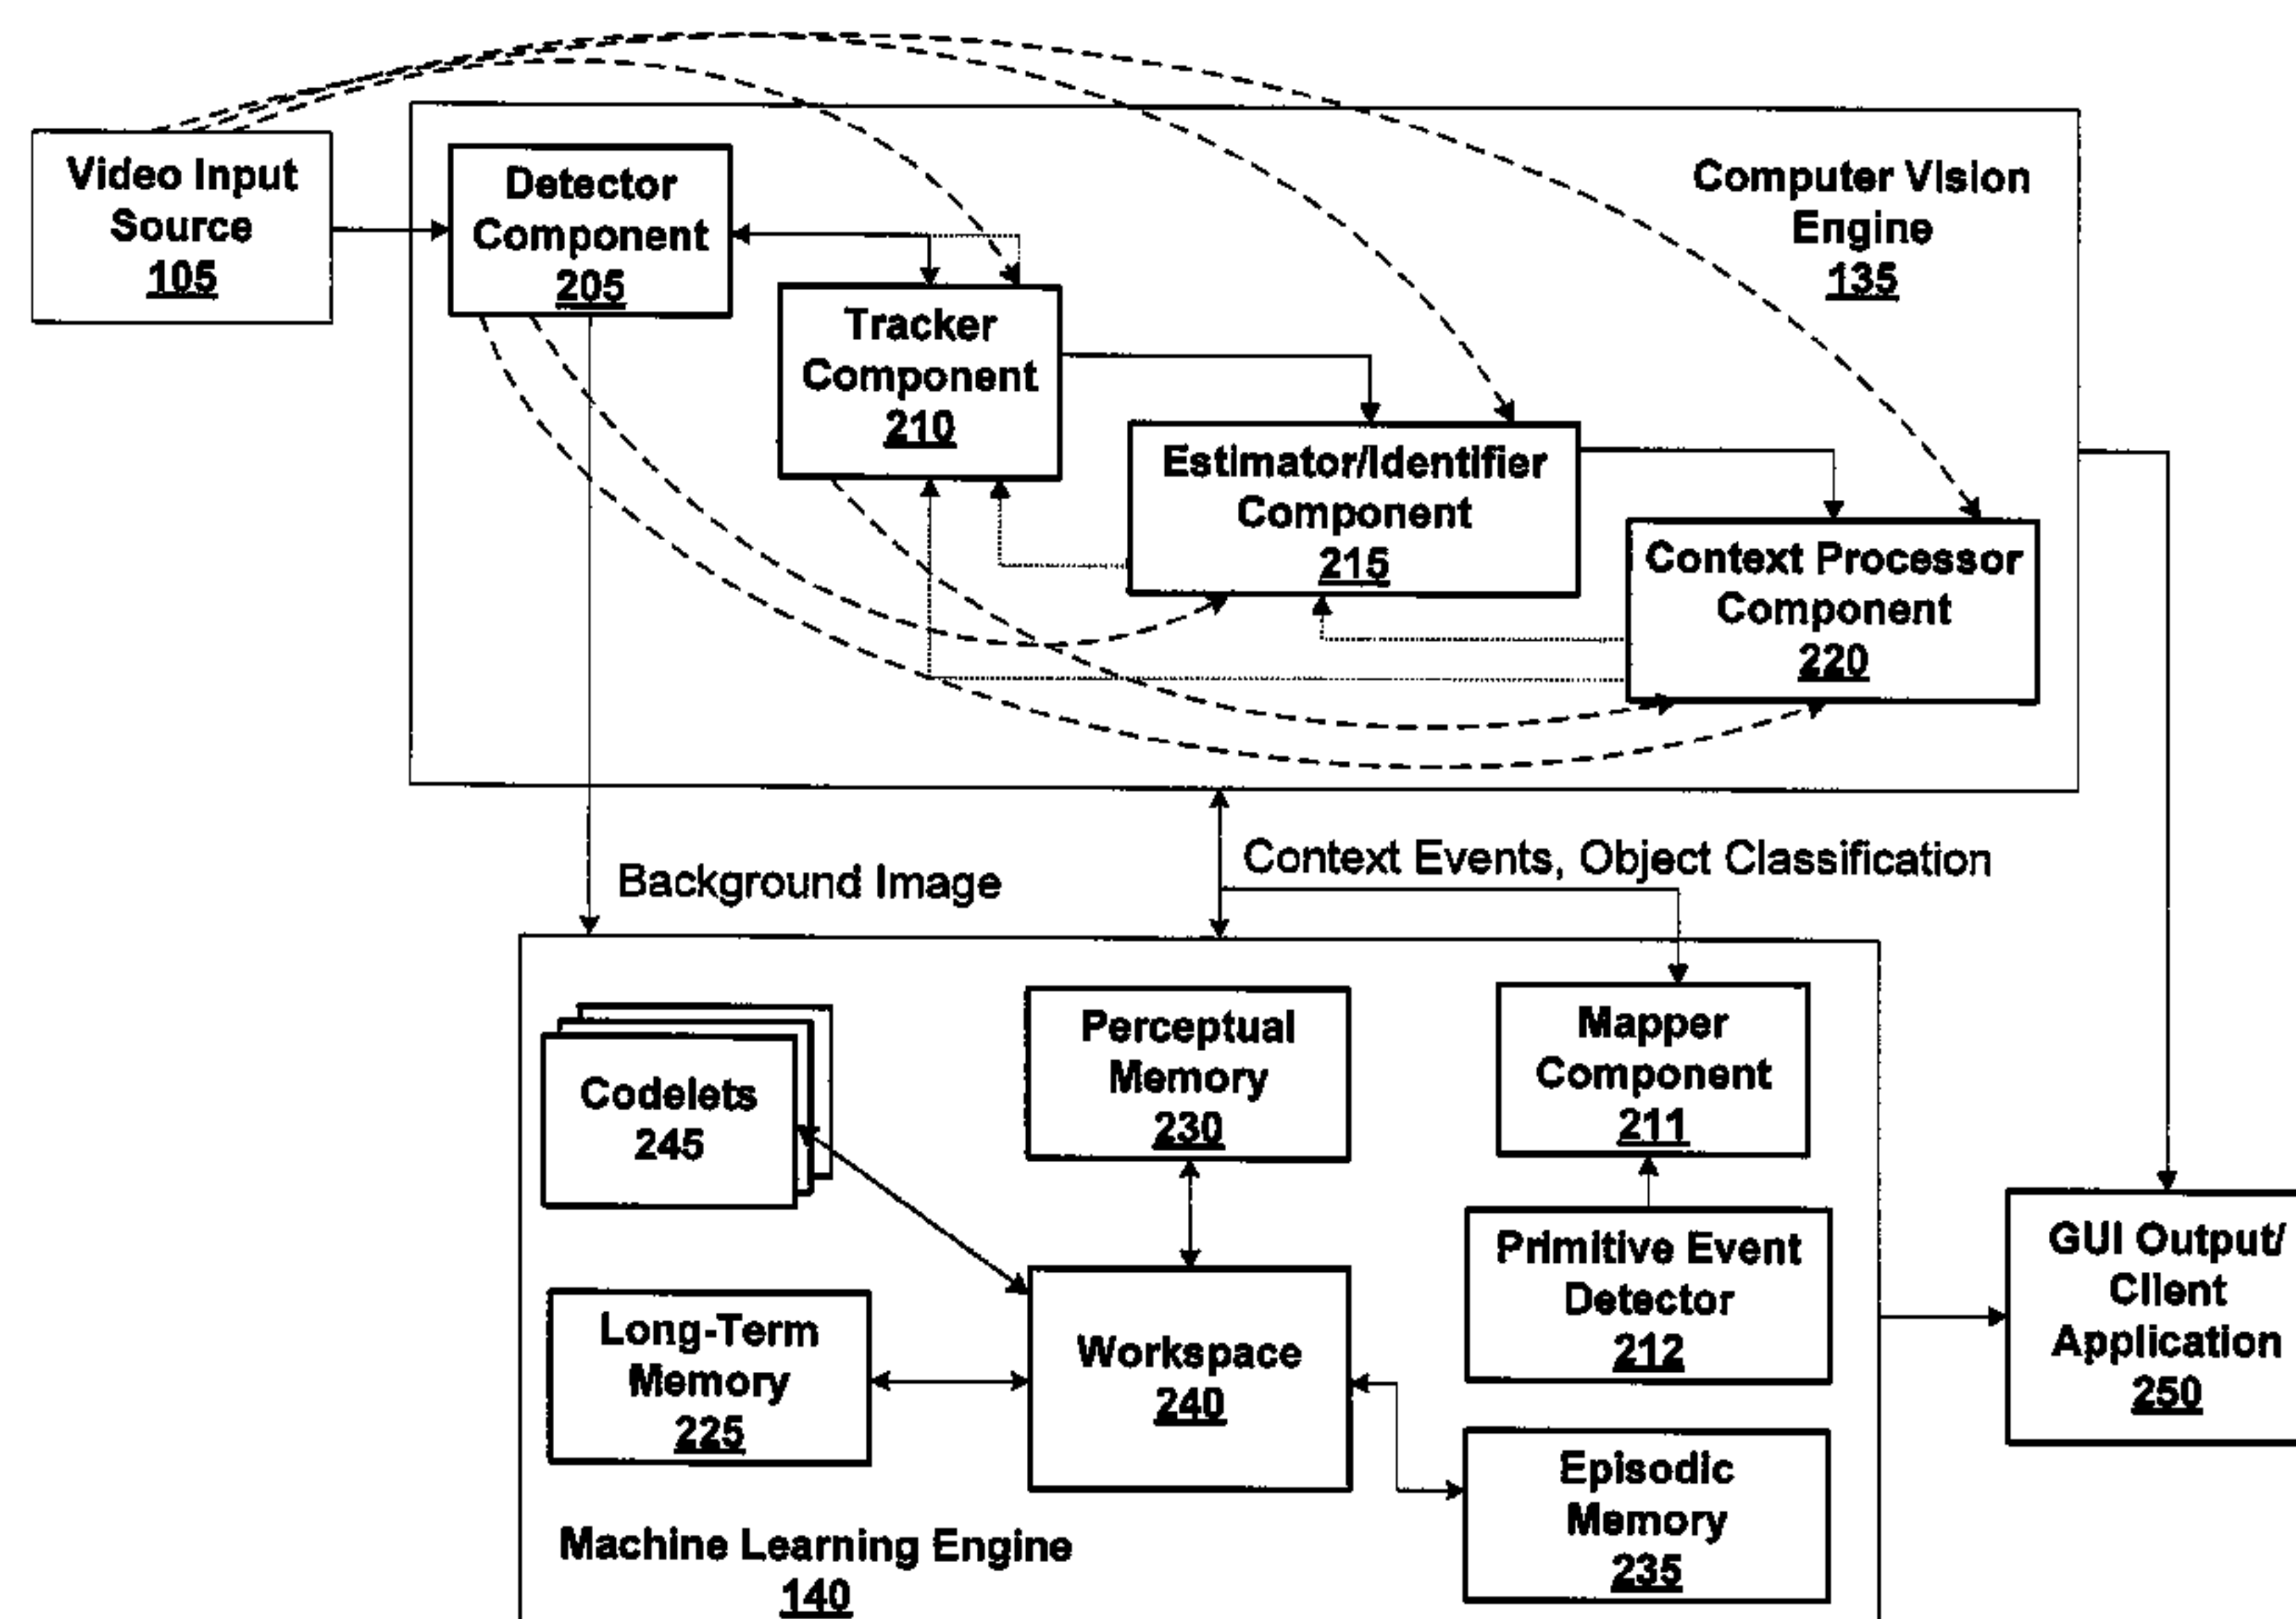 Video Input
Source
105
Detector
Component
205
Computer Vision
Engine
135
Tracker
Component
210
Estimator/Identifier
Component
215
Context Processor
Component
220
Background Image
Context Events, Object Classification
Codelets
245
Perceptual
Memory
230
Mapper
Component
211
Primitive Event
Detector
212
Long-Term
Memory
225
Workspace
240
GUI Output/
Client
Application
250
Episodic
Memory
235
Machine Learning Engine
140